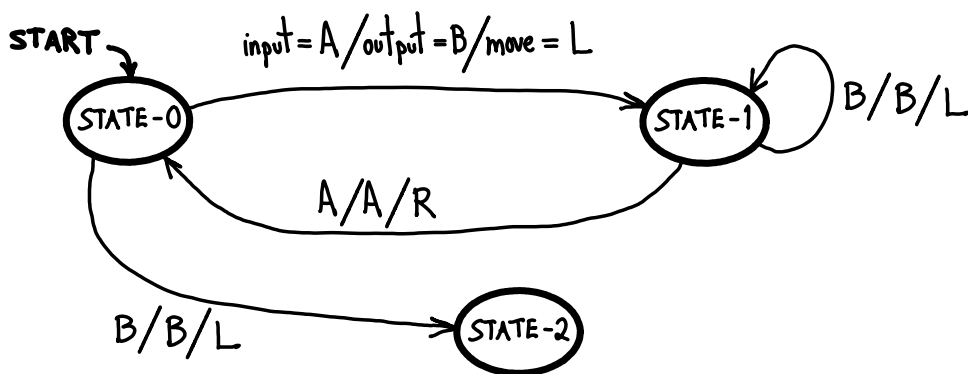 START
input=A/output=B/move=L
STATE-0
STATE-1
B/B/L
A/A/R
B/B/L
STATE-2